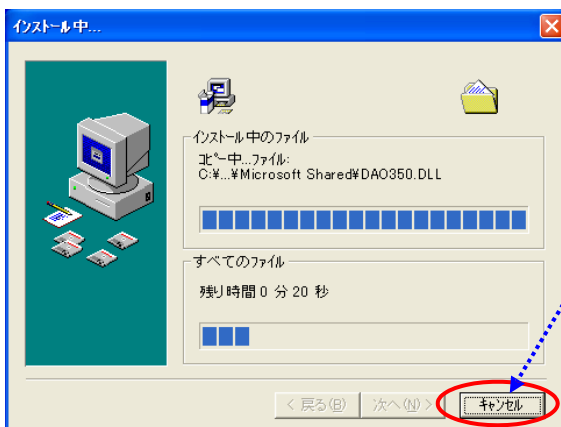 インストール中...
インストール中のファイル
コピー中...ファイル:
C:¥...¥Microsoft Shared¥DAO350.DLL
すべてのファイル
残り時間 0 分 20 秒
< 戻る(B)
次へ(N) >
キャンセル